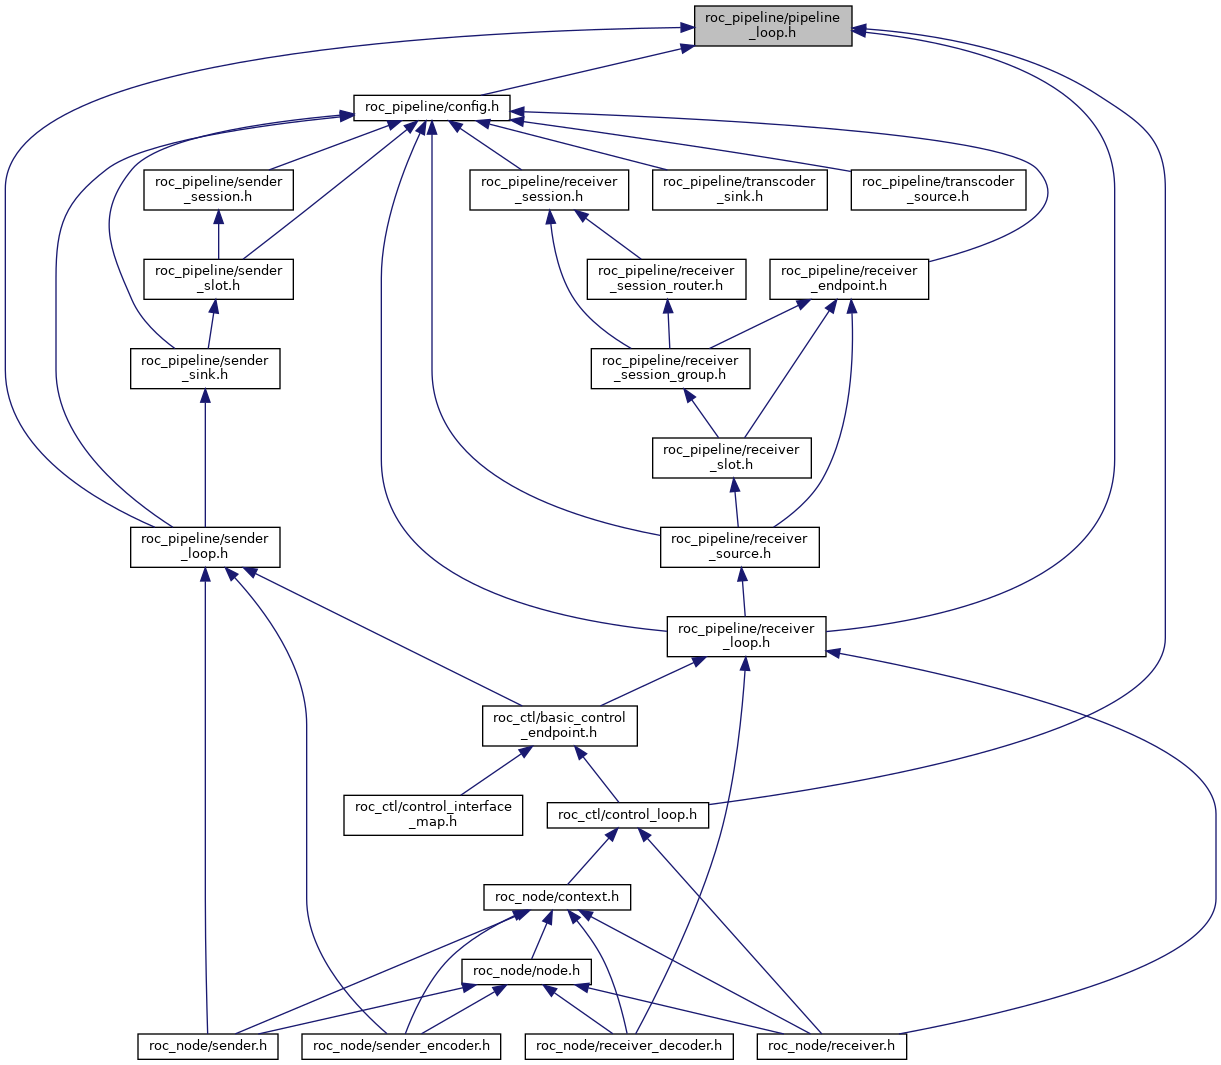 roc_pipeline/pipeline
_loop.h
roc_pipeline/config.h
roc_pipeline/sender
_session.h
roc_pipeline/receiver
_session.h
roc_pipeline/transcoder
_sink.h
roc_pipeline/transcoder
_source.h
roc_pipeline/sender
_slot.h
roc_pipeline/receiver
_session_router.h
roc_pipeline/receiver
_endpoint.h
roc_pipeline/sender
_sink.h
roc_pipeline/receiver
_session_group.h
roc_pipeline/receiver
_slot.h
roc_pipeline/sender
_loop.h
roc_pipeline/receiver
_source.h
roc_pipeline/receiver
_loop.h
roc_ctl/basic_control
_endpoint.h
roc_ctl/control_interface
_map.h
roc_ctl/control_loop.h
roc_node/context.h
roc_node/node.h
roc_node/sender.h
roc_node/sender_encoder.h
roc_node/receiver_decoder.h
roc_node/receiver.h